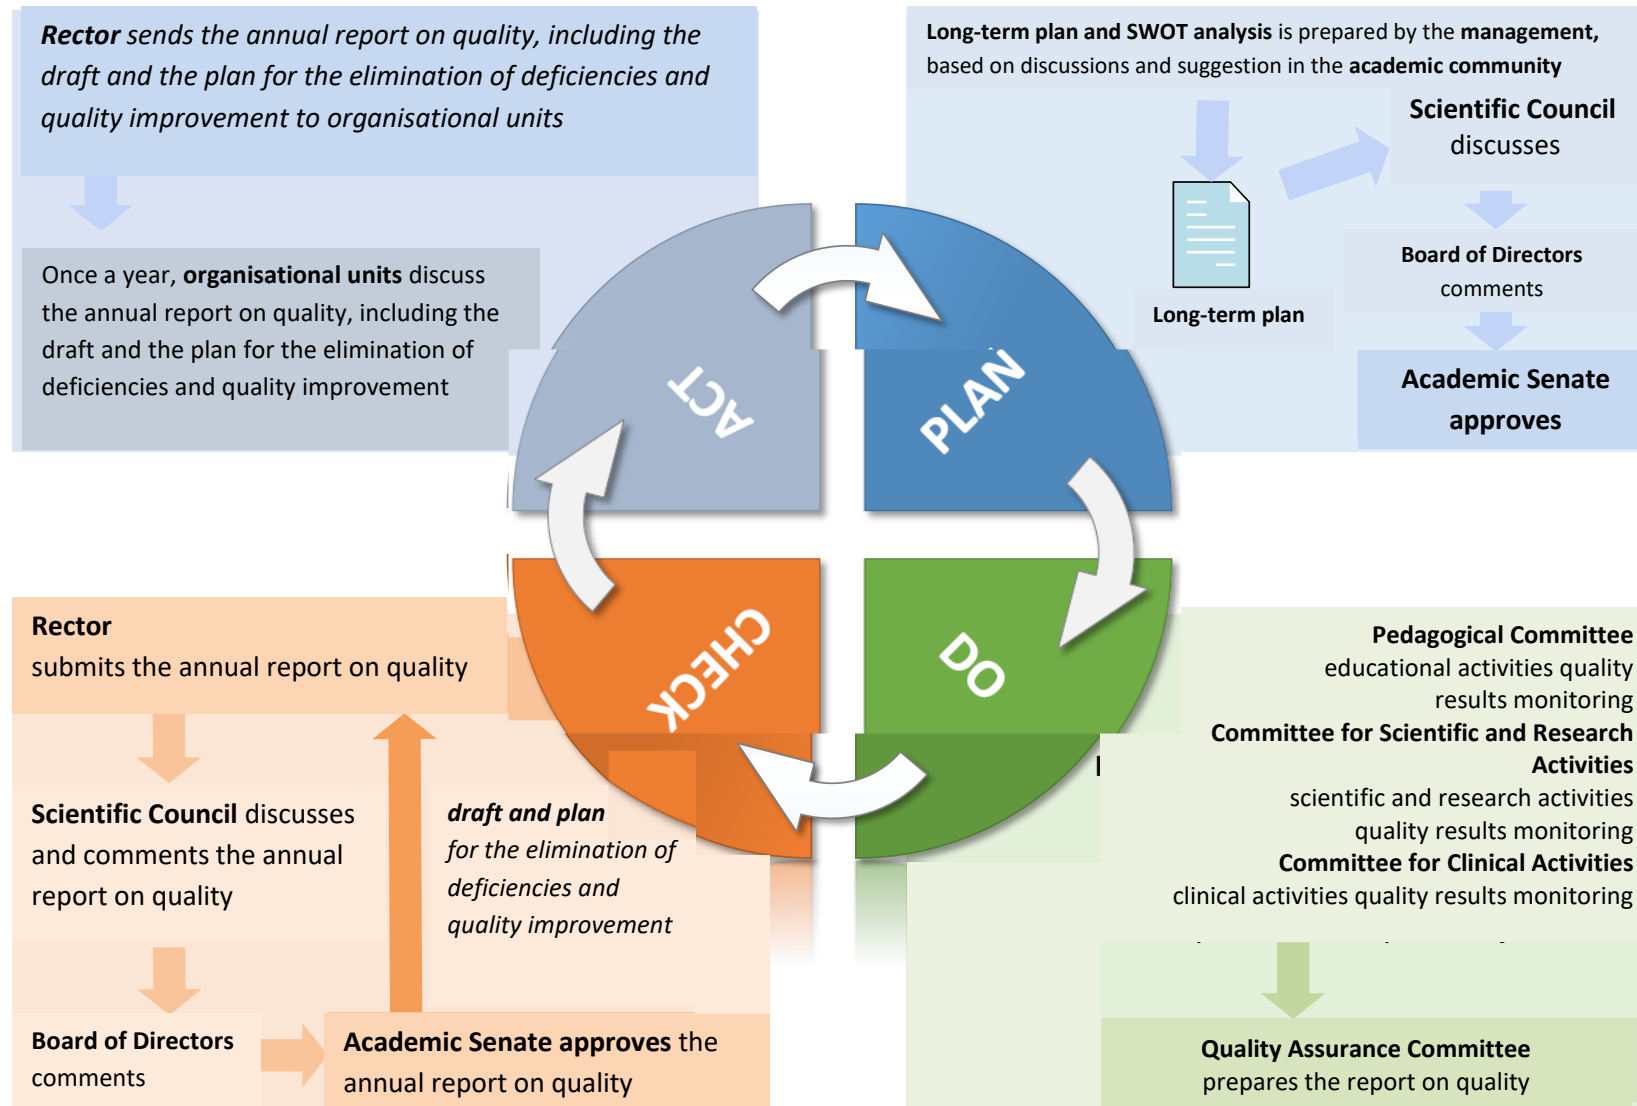 Rector sends the annual report on quality, including the
draft and the plan for the elimination of deficiencies and
quality improvement to organisational units
Once a year, organisational units discuss
the annual report on quality, including the
draft and the plan for the elimination of
deficiencies and quality improvement
Long-term plan and SWOT analysis is prepared by the management,
based on discussions and suggestion in the academic community
Scientific Council
discusses
Long-term plan
Board of Directors
comments
Academic Senate
approves
ACT
PLAN
CHECK
DO
Rector
submits the annual report on quality
Scientific Council discusses
and comments the annual
report on quality
draft and plan
for the elimination of
deficiencies and
quality improvement
Board of Directors
comments
Academic Senate approves the
annual report on quality
Pedagogical Committee
educational activities quality
results monitoring
Committee for Scientific and Research
Activities
scientific and research activities
quality results monitoring
Committee for Clinical Activities
clinical activities quality results monitoring
Quality Assurance Committee
prepares the report on quality